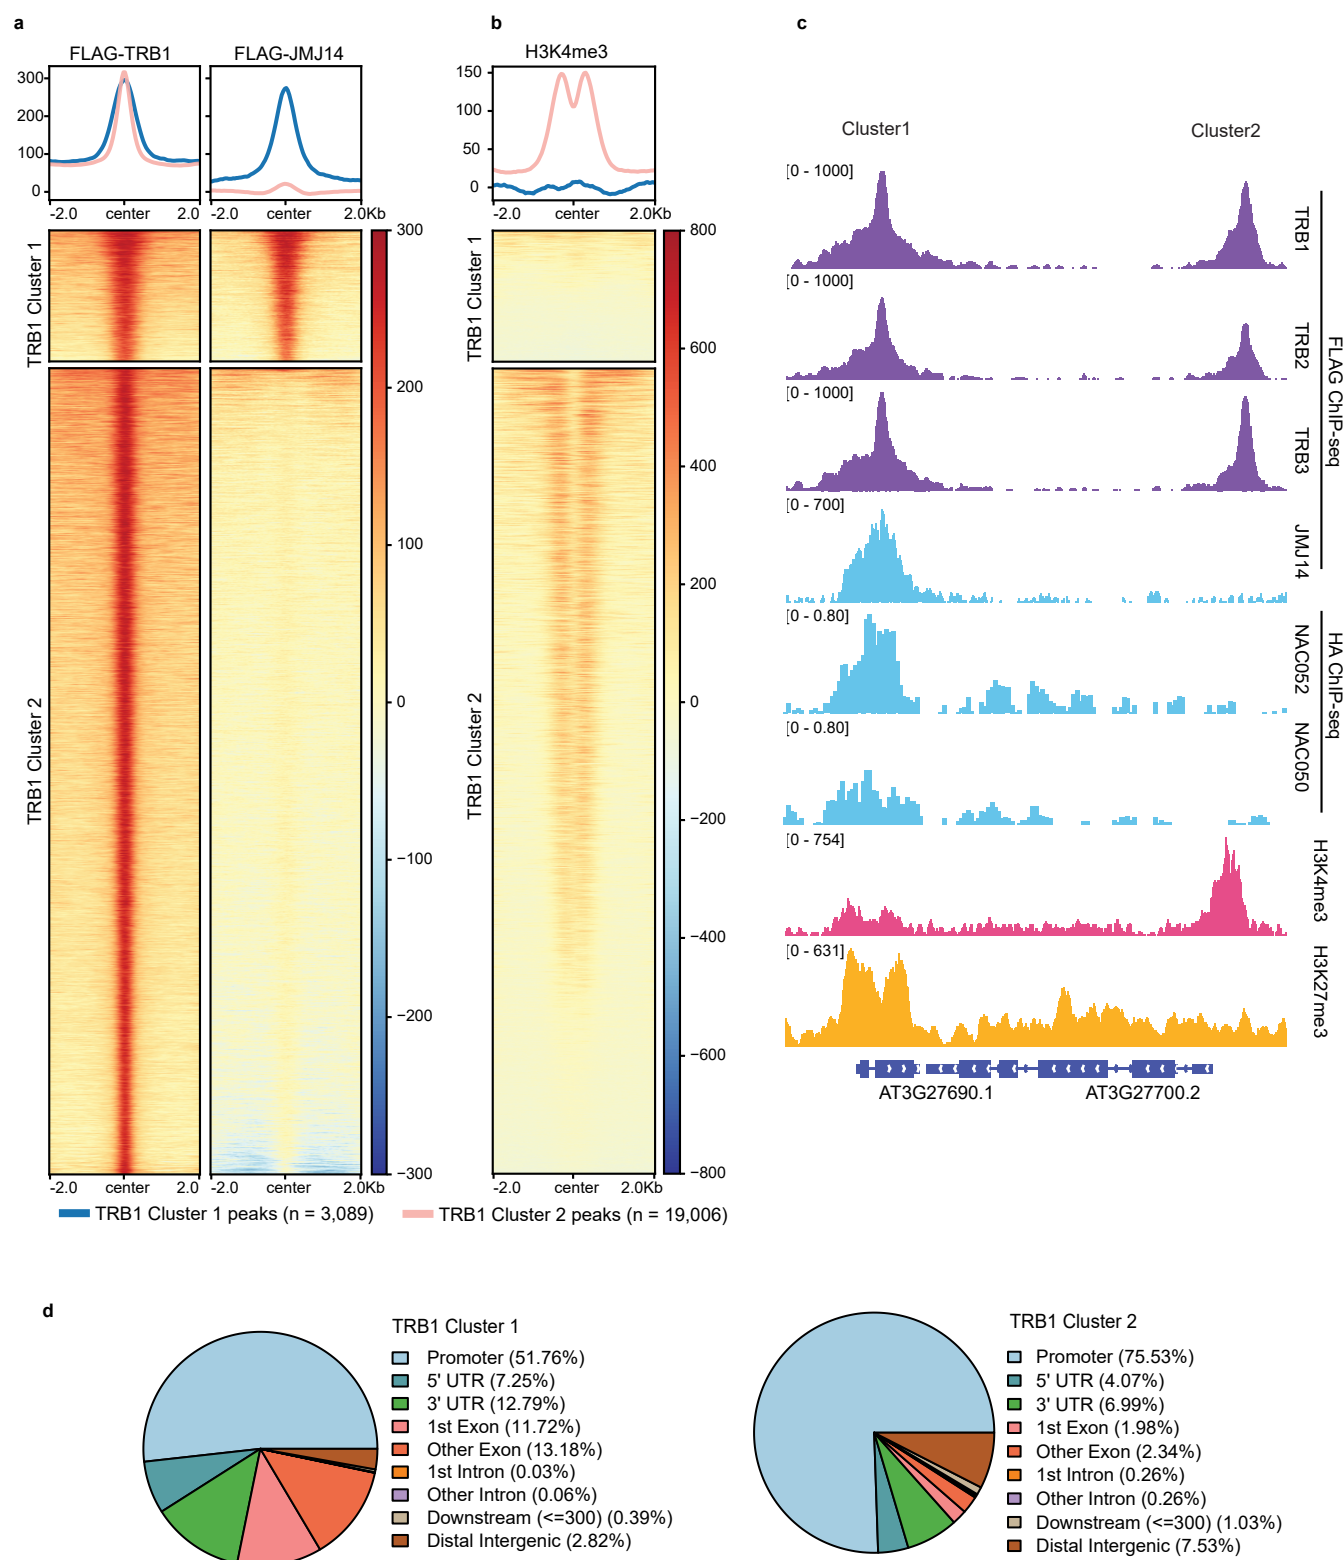 a
b
c
FLAG-TRB1
FLAG-JMJ14
H3K4me3
300
200
100
0
150
100
50
0
-2.0 center 2.0
-2.0 center 2.0Kb
-2.0 center 2.0Kb
TRB1 Cluster 1
TRB1 Cluster 2
300
200
100
0
−100
−200
−300
TRB1 Cluster 1
TRB1 Cluster 2
800
600
400
200
0
−200
−400
−600
−800
-2.0 center 2.0
-2.0 center 2.0Kb
-2.0 center 2.0Kb
TRB1 Cluster 1 peaks (n = 3,089)
TRB1 Cluster 2 peaks (n = 19,006)
Cluster1
Cluster2
[0 - 1000]
TRB1
[0 - 1000]
TRB2
[0 - 1000]
TRB3
[0 - 700]
JMJ14
FLAG ChIP-seq
[0 - 0.80]
NAC052
[0 - 0.80]
NAC050
HA ChIP-seq
[0 - 754]
H3K4me3
[0 - 631]
H3K27me3
AT3G27690.1
AT3G27700.2
d
TRB1 Cluster 1
Promoter (51.76%)
5' UTR (7.25%)
3' UTR (12.79%)
1st Exon (11.72%)
Other Exon (13.18%)
1st Intron (0.03%)
Other Intron (0.06%)
Downstream (<=300) (0.39%)
Distal Intergenic (2.82%)
TRB1 Cluster 2
Promoter (75.53%)
5' UTR (4.07%)
3' UTR (6.99%)
1st Exon (1.98%)
Other Exon (2.34%)
1st Intron (0.26%)
Other Intron (0.26%)
Downstream (<=300) (1.03%)
Distal Intergenic (7.53%)